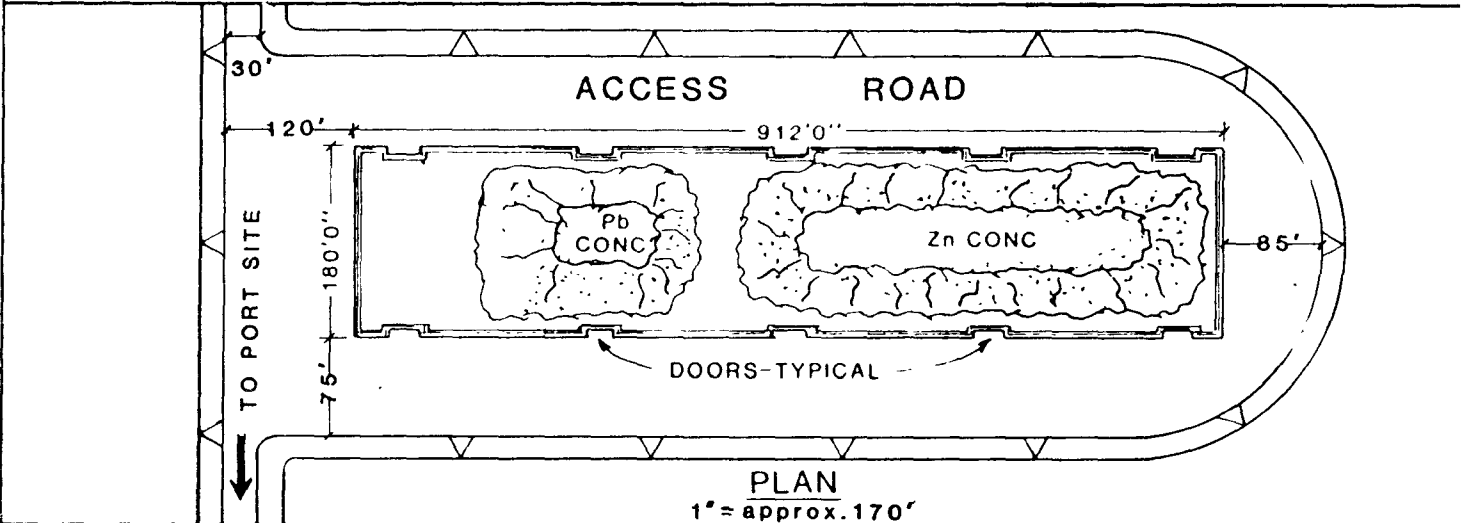 30'
ACCESS ROAD
120'
912'0''
Pb
CONC
Zn CONC
85'
180'0''
TO PORT SITE
75'
DOORS-TYPICAL
PLAN
1"=approx.170'